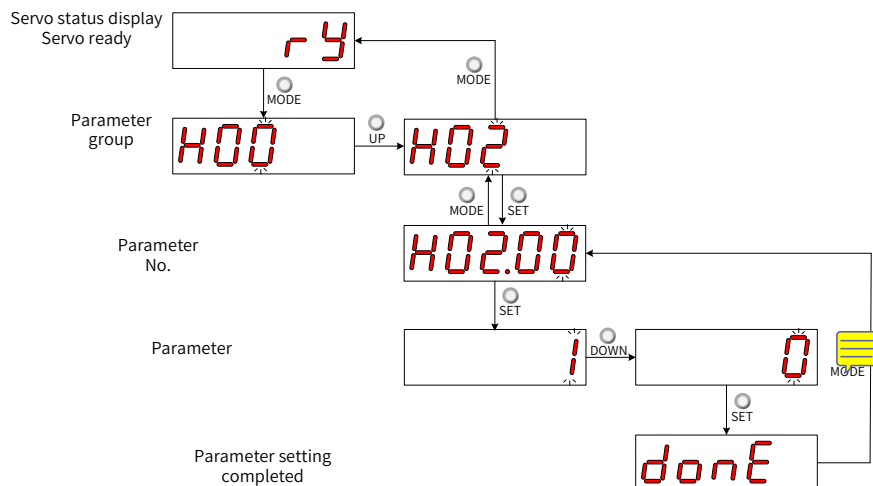 Servo status display
Servo ready
rY
MODE
MODE
Parameter
group
H00
UP
H02
MODE
SET
Parameter
No.
H02.00
SET
Parameter
1
DOWN
0
MODE
SET
Parameter setting
completed
donE